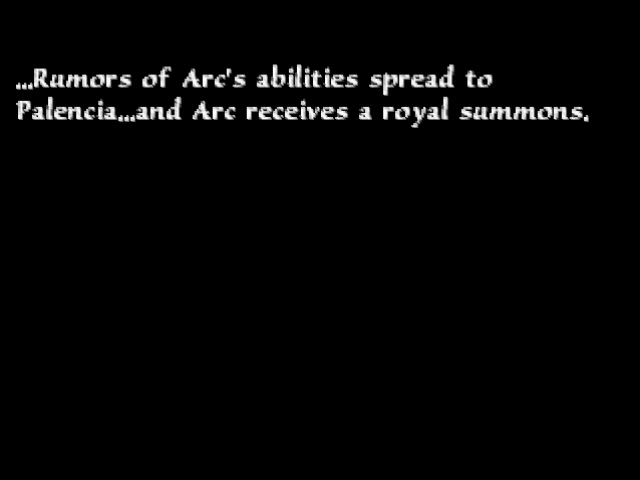 ...Rumors of Arc's abilities spread to
Palencia...and Arc receives a royal summons.